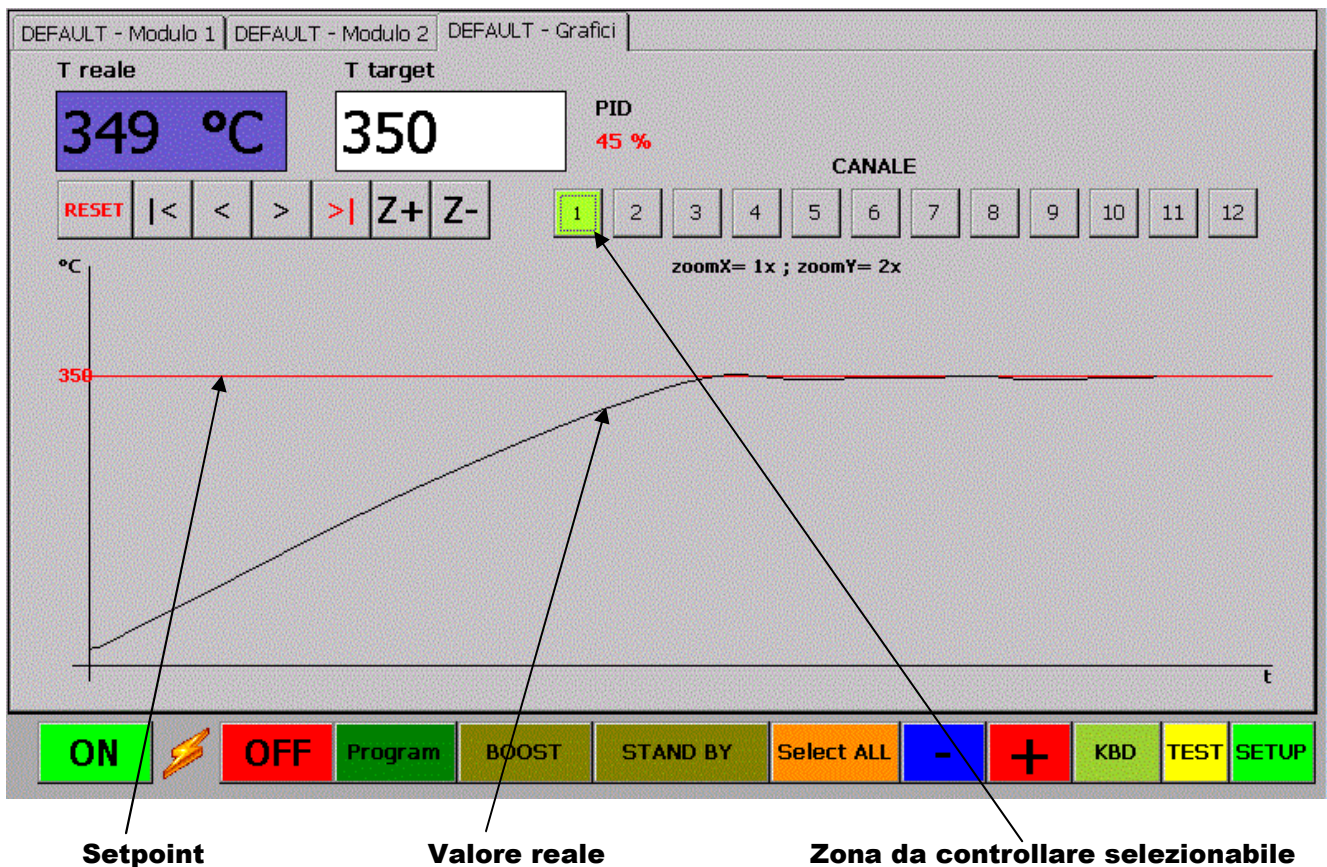 DEFAULT - Modulo 1 DEFAULT - Modulo 2 DEFAULT - Grafici
T reale T target
349 °C 350
PID
45 %
CANALE
RESET |< < > >| Z+ Z- 1 2 3 4 5 6 7 8 9 10 11 12
°C zoomX= 1x ; zoomY= 2x
350
t
ON OFF Program BOOST STAND BY Select ALL - + KBD TEST SETUP
Setpoint Valore reale Zona da controllare selezionabile